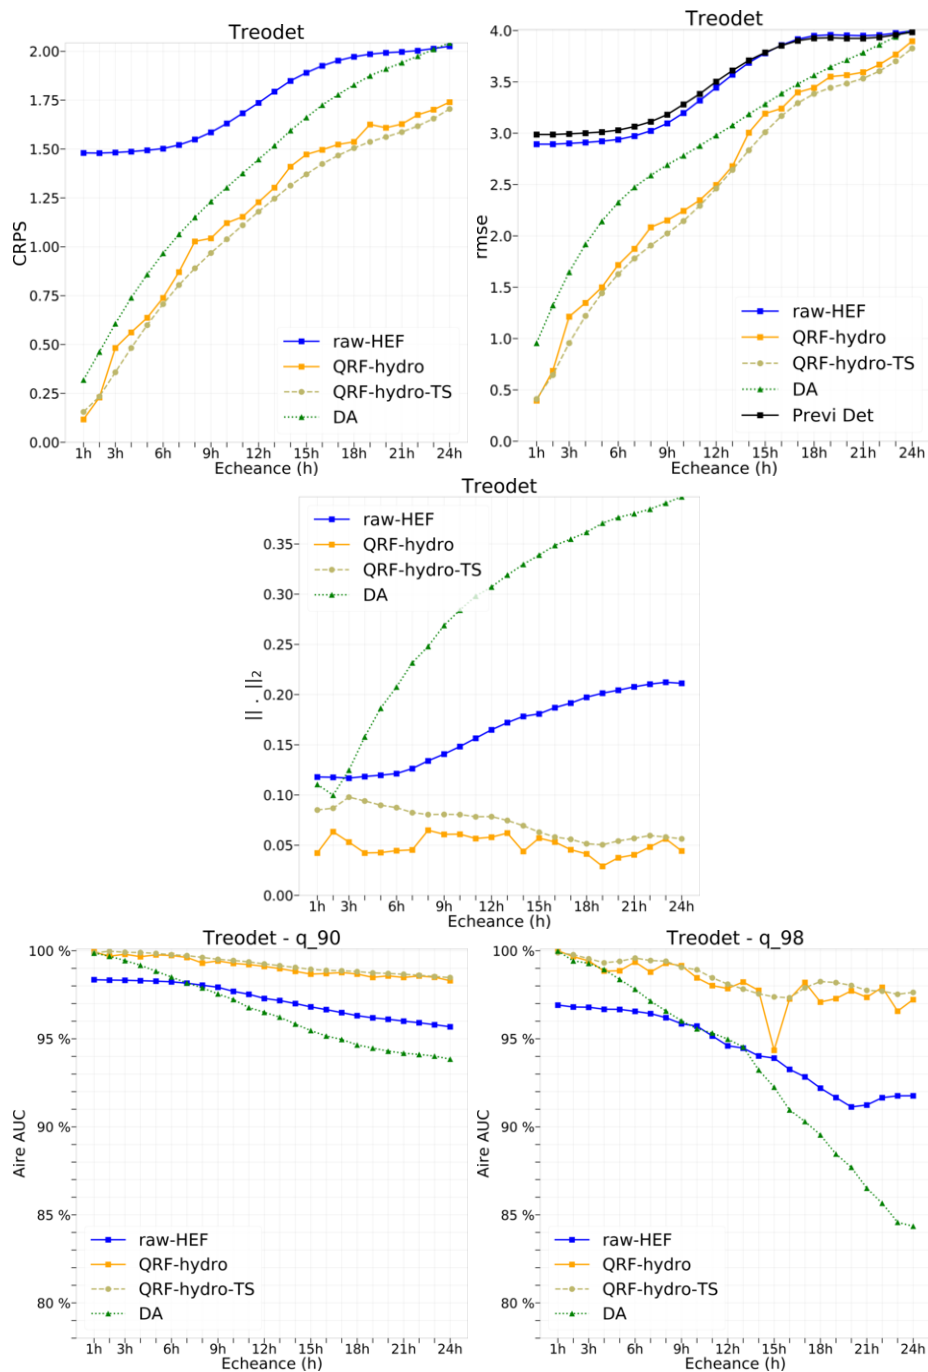 Treodet
2.00
1.75
1.50
1.25
1.00
0.75
0.50
0.25
0.00
CRPS
raw-HEF
QRF-hydro
QRF-hydro-TS
DA
1h 3h 6h 9h 12h 15h 18h 21h 24h
Echeance (h)
Treodet
4.0
3.5
3.0
2.5
2.0
1.5
1.0
0.5
0.0
rmse
raw-HEF
QRF-hydro
QRF-hydro-TS
DA
Previ Det
1h 3h 6h 9h 12h 15h 18h 21h 24h
Echeance (h)
Treodet
0.35
0.30
0.25
0.20
0.15
0.10
0.05
0.00
|| . ||₂
raw-HEF
QRF-hydro
QRF-hydro-TS
DA
1h 3h 6h 9h 12h 15h 18h 21h 24h
Echeance (h)
Treodet - q_90
100 %
95 %
90 %
85 %
80 %
Aire AUC
raw-HEF
QRF-hydro
QRF-hydro-TS
DA
1h 3h 6h 9h 12h 15h 18h 21h 24h
Echeance (h)
Treodet - q_98
100 %
95 %
90 %
85 %
80 %
Aire AUC
raw-HEF
QRF-hydro
QRF-hydro-TS
DA
1h 3h 6h 9h 12h 15h 18h 21h 24h
Echeance (h)